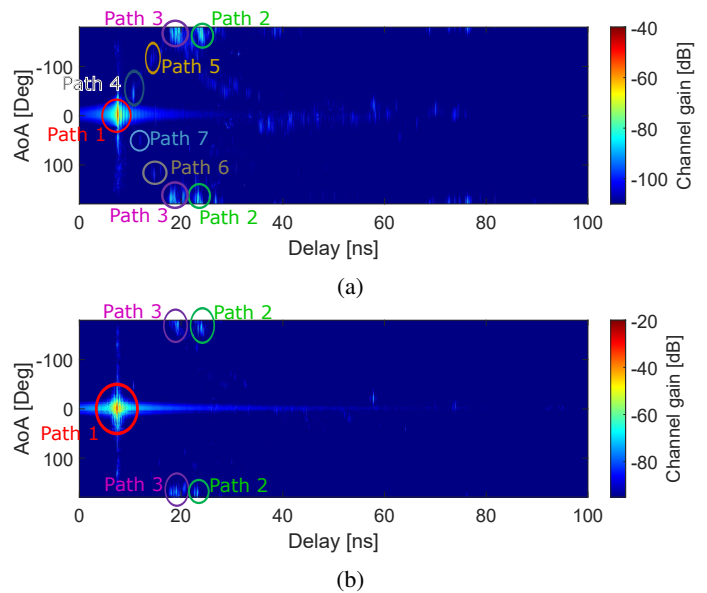 Path 3 Path 2
-40
-100
Path 5
-60
Path 4
0
Path 1
Path 7
-80
100
Path 6
-100
Path 3 Path 2
0 20 40 60 80 100
AoA [Deg]
Delay [ns]
Channel gain [dB]
(a)
Path 3 Path 2
-20
-100
-40
0
-60
Path 1
100
-80
Path 3 Path 2
0 20 40 60 80 100
AoA [Deg]
Delay [ns]
Channel gain [dB]
(b)